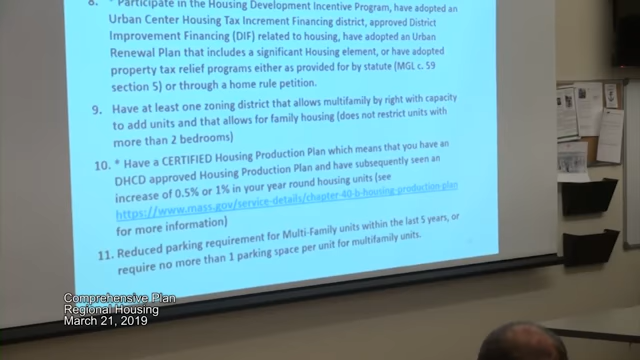 8. * Participate in the Housing Development Incentive Program, have adopted an
Urban Center Housing Tax Increment Financing district, approved District
Improvement Financing (DIF) related to housing, have adopted an Urban
Renewal Plan that includes a significant Housing element, or have adopted
property tax relief programs either as provided for by statute (MGL c. 59
section 5) or through a home rule petition.
9. Have at least one zoning district that allows multifamily by right with capacity
to add units and that allows for family housing (does not restrict units with
more than 2 bedrooms)
10. * Have a CERTIFIED Housing Production Plan which means that you have an
DHCD approved Housing Production Plan and have subsequently seen an
increase of 0.5% or 1% in your year round housing units (see
https://www.mass.gov/service-details/chapter-40-b-housing-production-plan
for more information)
11. Reduced parking requirement for Multi-Family units within the last 5 years, or
require no more than 1 parking space per unit for multifamily units.
Comprehensive Plan
Regional Housing
March 21, 2019